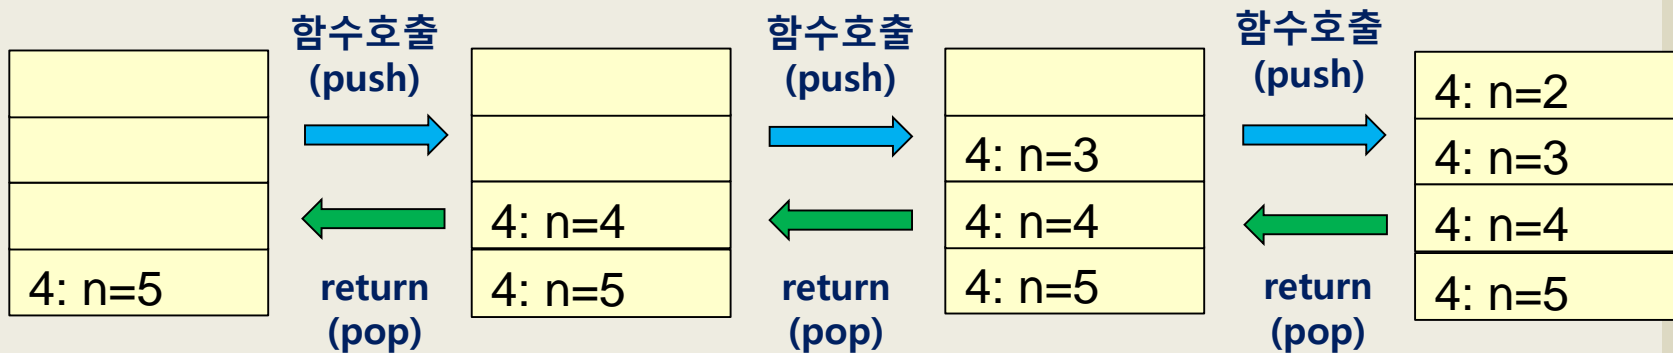 4: n=5
함수호출
(push)
return
(pop)
4: n=4
4: n=5
함수호출
(push)
return
(pop)
4: n=3
4: n=4
4: n=5
함수호출
(push)
return
(pop)
4: n=2
4: n=3
4: n=4
4: n=5